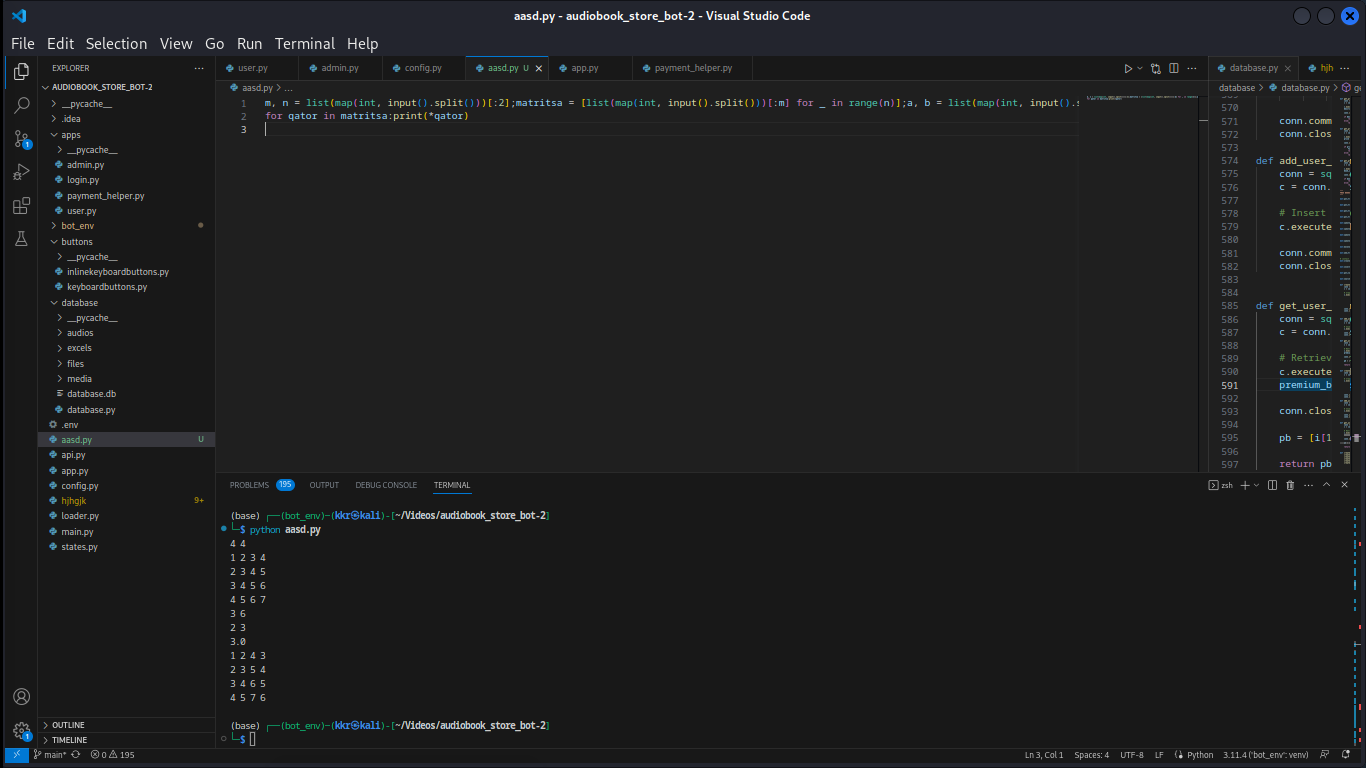 aasd.py - audiobook_store_bot-2 - Visual Studio Code
File Edit Selection View Go Run Terminal Help
EXPLORER
AUDIOBOOK_STORE_BOT-2
__pycache__
.idea
apps
__pycache__
admin.py
login.py
payment_helper.py
user.py
bot_env
buttons
__pycache__
inlinekeyboardbuttons.py
keyboardbuttons.py
database
__pycache__
audios
excels
files
media
database.db
database.py
.env
aasd.py U
api.py
app.py
config.py
hjhgjk 9+
loader.py
main.py
states.py
OUTLINE
TIMELINE
user.py admin.py config.py aasd.py U app.py payment_helper.py
aasd.py > ...
1 m, n = list(map(int, input().split()))[:2];matritsa = [list(map(int, input().split()))[:m] for _ in range(n)];a, b = list(map(int, input().s
2 for qator in matritsa:print(*qator)
3
database.py hjh
database > database.py > ge
570
571 conn.comm
572 conn.clos
573
574 def add_user_
575 conn = sq
576 c = conn.
577
578 # Insert
579 c.execute
580
581 conn.comm
582 conn.clos
583
584
585 def get_user_
586 conn = sq
587 c = conn.
588
589 # Retriev
590 c.execute
591 premium_b
592
593 conn.clos
594
595 pb = [i[1
596
597 return pb
PROBLEMS 195 OUTPUT DEBUG CONSOLE TERMINAL
zsh
(base) ┌──(bot_env)─(kkr㉿kali)-[~/Videos/audiobook_store_bot-2]
└─$ python aasd.py
4 4
1 2 3 4
2 3 4 5
3 4 5 6
4 5 6 7
3 6
2 3
3.0
1 2 4 3
2 3 5 4
3 4 6 5
4 5 7 6
(base) ┌──(bot_env)─(kkr㉿kali)-[~/Videos/audiobook_store_bot-2]
└─$
1
1
main* 0 195 Ln 3, Col 1 Spaces: 4 UTF-8 LF Python 3.11.4 ('bot_env': venv)